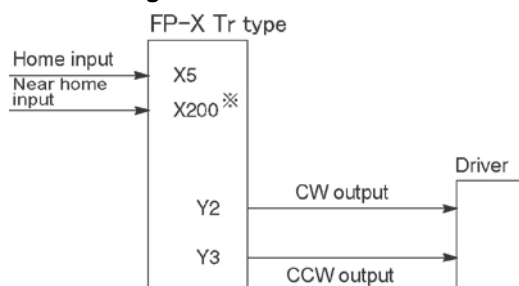 FP-X Tr type
Home input
X5
Near home
input
X200※
Driver
Y2
CW output
Y3
CCW output